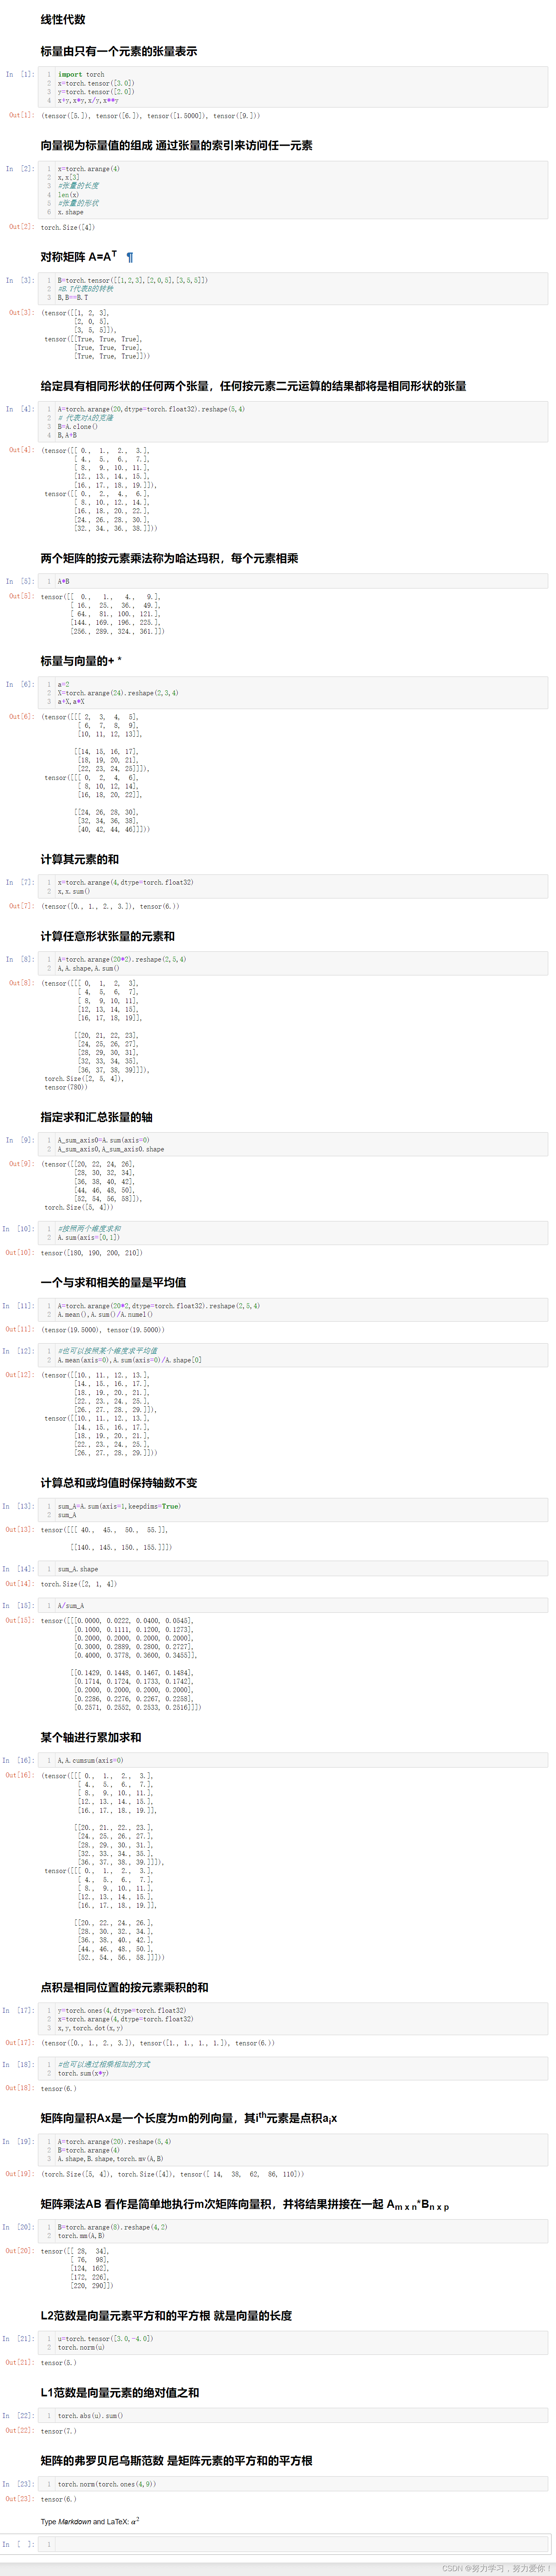 线性代数
标量由只有一个元素的张量表示
In [1]:
1 import torch
2 x=torch.tensor([3.0])
3 y=torch.tensor([2.0])
4 x+y,x*y,x/y,x**y
Out[1]: (tensor([5.]), tensor([6.]), tensor([1.5000]), tensor([9.]))
向量视为标量值的组成 通过张量的索引来访问任一元素
In [2]:
1 x=torch.arange(4)
2 x,x[3]
3 #张量的长度
4 len(x)
5 #张量的形状
6 x.shape
Out[2]: torch.Size([4])
对称矩阵 A=A^T ¶
In [3]:
1 B=torch.tensor([[1,2,3],[2,0,5],[3,5,5]])
2 #B.T代表B的转秩
3 B,B==B.T
Out[3]: (tensor([[1, 2, 3],
[2, 0, 5],
[3, 5, 5]]),
tensor([[True, True, True],
[True, True, True],
[True, True, True]]))
给定具有相同形状的任何两个张量，任何按元素二元运算的结果都将是相同形状的张量
In [4]:
1 A=torch.arange(20,dtype=torch.float32).reshape(5,4)
2 # 代表对A的克隆
3 B=A.clone()
4 B,A+B
Out[4]: (tensor([[ 0., 1., 2., 3.],
[ 4., 5., 6., 7.],
[ 8., 9., 10., 11.],
[12., 13., 14., 15.],
[16., 17., 18., 19.]]),
tensor([[ 0., 2., 4., 6.],
[ 8., 10., 12., 14.],
[16., 18., 20., 22.],
[24., 26., 28., 30.],
[32., 34., 36., 38.]]))
两个矩阵的按元素乘法称为哈达玛积，每个元素相乘
In [5]:
1 A*B
Out[5]: tensor([[ 0., 1., 4., 9.],
[ 16., 25., 36., 49.],
[ 64., 81., 100., 121.],
[144., 169., 196., 225.],
[256., 289., 324., 361.]])
标量与向量的+ *
In [6]:
1 a=2
2 X=torch.arange(24).reshape(2,3,4)
3 a+X,a*X
Out[6]: (tensor([[[ 2, 3, 4, 5],
[ 6, 7, 8, 9],
[10, 11, 12, 13]],
[[14, 15, 16, 17],
[18, 19, 20, 21],
[22, 23, 24, 25]]]),
tensor([[[ 0, 2, 4, 6],
[ 8, 10, 12, 14],
[16, 18, 20, 22]],
[[24, 26, 28, 30],
[32, 34, 36, 38],
[40, 42, 44, 46]]]))
计算其元素的和
In [7]:
1 x=torch.arange(4,dtype=torch.float32)
2 x,x.sum()
Out[7]: (tensor([0., 1., 2., 3.]), tensor(6.))
计算任意形状张量的元素和
In [8]:
1 A=torch.arange(20*2).reshape(2,5,4)
2 A,A.shape,A.sum()
Out[8]: (tensor([[[ 0, 1, 2, 3],
[ 4, 5, 6, 7],
[ 8, 9, 10, 11],
[12, 13, 14, 15],
[16, 17, 18, 19]],
[[20, 21, 22, 23],
[24, 25, 26, 27],
[28, 29, 30, 31],
[32, 33, 34, 35],
[36, 37, 38, 39]]]),
torch.Size([2, 5, 4]),
tensor(780))
指定求和汇总张量的轴
In [9]:
1 A_sum_axis0=A.sum(axis=0)
2 A_sum_axis0,A_sum_axis0.shape
Out[9]: (tensor([[20, 22, 24, 26],
[28, 30, 32, 34],
[36, 38, 40, 42],
[44, 46, 48, 50],
[52, 54, 56, 58]]),
torch.Size([5, 4]))
In [10]:
1 #按照两个维度求和
2 A.sum(axis=[0,1])
Out[10]: tensor([180, 190, 200, 210])
一个与求和相关的量是平均值
In [11]:
1 A=torch.arange(20*2,dtype=torch.float32).reshape(2,5,4)
2 A.mean(),A.sum()/A.numel()
Out[11]: (tensor(19.5000), tensor(19.5000))
In [12]:
1 #也可以按照某个维度求平均值
2 A.mean(axis=0),A.sum(axis=0)/A.shape[0]
Out[12]: (tensor([[10., 11., 12., 13.],
[14., 15., 16., 17.],
[18., 19., 20., 21.],
[22., 23., 24., 25.],
[26., 27., 28., 29.]]),
tensor([[10., 11., 12., 13.],
[14., 15., 16., 17.],
[18., 19., 20., 21.],
[22., 23., 24., 25.],
[26., 27., 28., 29.]]))
计算总和或均值时保持轴数不变
In [13]:
1 sum_A=A.sum(axis=1,keepdims=True)
2 sum_A
Out[13]: tensor([[[ 40., 45., 50., 55.]],
[[140., 145., 150., 155.]]])
In [14]:
1 sum_A.shape
Out[14]: torch.Size([2, 1, 4])
In [15]:
1 A/sum_A
Out[15]: tensor([[[0.0000, 0.0222, 0.0400, 0.0545],
[0.1000, 0.1111, 0.1200, 0.1273],
[0.2000, 0.2000, 0.2000, 0.2000],
[0.3000, 0.2889, 0.2800, 0.2727],
[0.4000, 0.3778, 0.3600, 0.3455]],
[[0.1429, 0.1448, 0.1467, 0.1484],
[0.1714, 0.1724, 0.1733, 0.1742],
[0.2000, 0.2000, 0.2000, 0.2000],
[0.2286, 0.2276, 0.2267, 0.2258],
[0.2571, 0.2552, 0.2533, 0.2516]]])
某个轴进行累加求和
In [16]:
1 A,A.cumsum(axis=0)
Out[16]: (tensor([[[ 0., 1., 2., 3.],
[ 4., 5., 6., 7.],
[ 8., 9., 10., 11.],
[12., 13., 14., 15.],
[16., 17., 18., 19.]],
[[20., 21., 22., 23.],
[24., 25., 26., 27.],
[28., 29., 30., 31.],
[32., 33., 34., 35.],
[36., 37., 38., 39.]]]),
tensor([[[ 0., 1., 2., 3.],
[ 4., 5., 6., 7.],
[ 8., 9., 10., 11.],
[12., 13., 14., 15.],
[16., 17., 18., 19.]],
[[20., 22., 24., 26.],
[28., 30., 32., 34.],
[36., 38., 40., 42.],
[44., 46., 48., 50.],
[52., 54., 56., 58.]]]))
点积是相同位置的按元素乘积的和
In [17]:
1 y=torch.ones(4,dtype=torch.float32)
2 x=torch.arange(4,dtype=torch.float32)
3 x,y,torch.dot(x,y)
Out[17]: (tensor([0., 1., 2., 3.]), tensor([1., 1., 1., 1.]), tensor(6.))
In [18]:
1 #也可以通过相乘相加的方式
2 torch.sum(x*y)
Out[18]: tensor(6.)
矩阵向量积Ax是一个长度为m的列向量，其i^th元素是点积a_ix
In [19]:
1 A=torch.arange(20).reshape(5,4)
2 B=torch.arange(4)
3 A.shape,B.shape,torch.mv(A,B)
Out[19]: (torch.Size([5, 4]), torch.Size([4]), tensor([ 14, 38, 62, 86, 110]))
矩阵乘法AB 看作是简单地执行m次矩阵向量积，并将结果拼接在一起 A_m x n*B_n x p
In [20]:
1 B=torch.arange(8).reshape(4,2)
2 torch.mm(A,B)
Out[20]: tensor([[ 28, 34],
[ 76, 98],
[124, 162],
[172, 226],
[220, 290]])
L2范数是向量元素平方和的平方根 就是向量的长度
In [21]:
1 u=torch.tensor([3.0,-4.0])
2 torch.norm(u)
Out[21]: tensor(5.)
L1范数是向量元素的绝对值之和
In [22]:
1 torch.abs(u).sum()
Out[22]: tensor(7.)
矩阵的弗罗贝尼乌斯范数 是矩阵元素的平方和的平方根
In [23]:
1 torch.norm(torch.ones(4,9))
Out[23]: tensor(6.)
Type Markdown and LaTeX: α^2
In [ ]:
1
CSDN @努力学习，努力爱你！